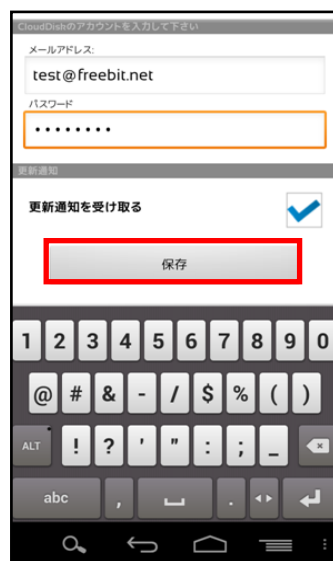 CloudDiskのアカウントを入力して下さい
メールアドレス:
test@freebit.net
パスワード
••••••••
更新通知
更新通知を受け取る
保存
1 2 3 4 5 6 7 8 9 0
@ # & - / $ % ( )
ALT ! ? ' " : ; _
abc , .